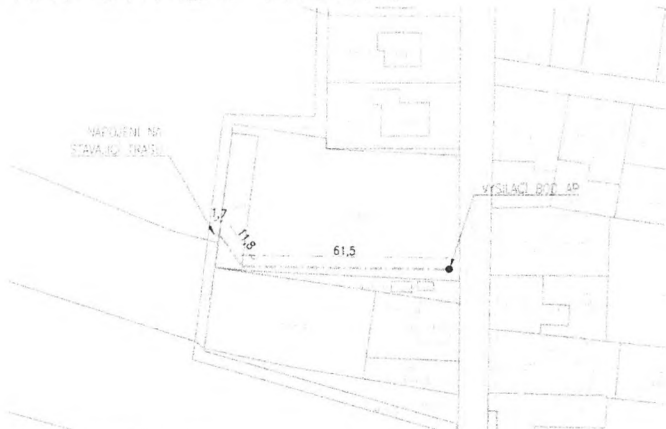 NAPOJENÍ NA
STÁVAJÍCÍ TRASU
VYSÍLACÍ BOD AP
1,7
11,8
61,5